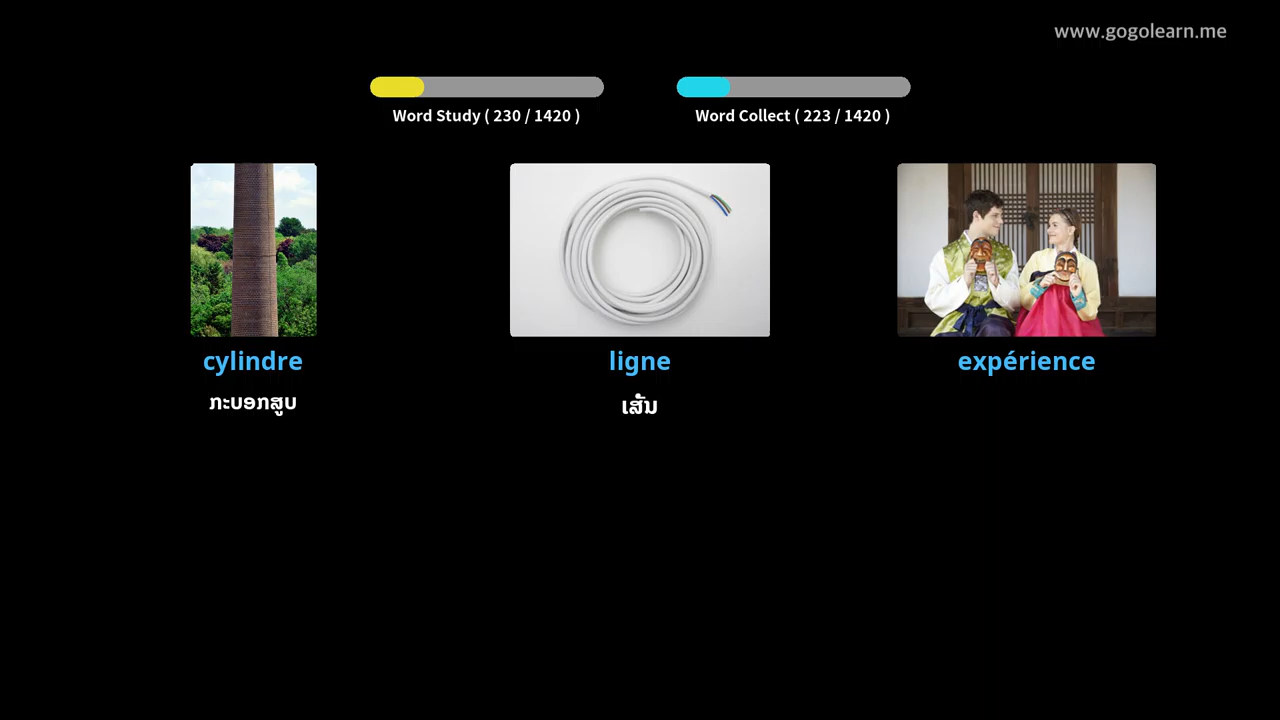 www.gogolearn.me
Word Study ( 230 / 1420 )
Word Collect ( 223 / 1420 )
cylindre
ligne
expérience
ກະບອກສູບ
ເສັ້ນ